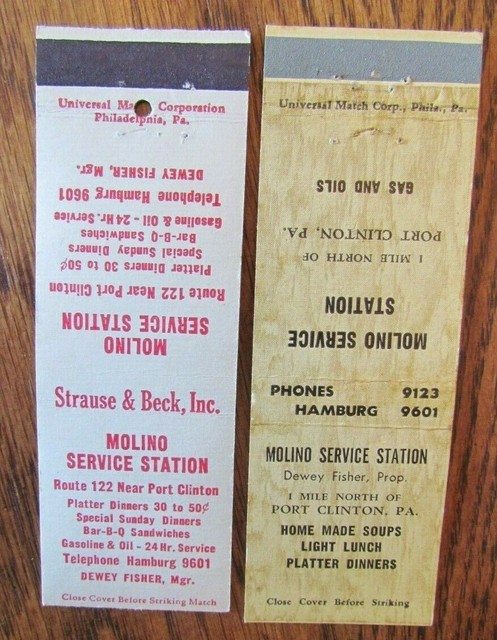 Universal Ma Corporation
Philadelphia, Pa.
DEWEY FISHER, Mgr.
Telephone Hamburg 9601
Gasoline & Oil - 24 Hr. Service
Bar-B-Q Sandwiches
Special Sunday Dinners
Platter Dinners 30 to 50¢
Route 122 Near Port Clinton
SERVICE STATION
MOLINO
Strause & Beck, Inc.
MOLINO
SERVICE STATION
Route 122 Near Port Clinton
Platter Dinners 30 to 50¢
Special Sunday Dinners
Bar-B-Q Sandwiches
Gasoline & Oil - 24 Hr. Service
Telephone Hamburg 9601
DEWEY FISHER, Mgr.
Close Cover Before Striking Match
Universal Match Corp., Phila., Pa.
GAS AND OILS
PORT CLINTON, PA.
1 MILE NORTH OF
STATION
MOLINO SERVICE
PHONES 9123
HAMBURG 9601
MOLINO SERVICE STATION
Dewey Fisher, Prop.
1 MILE NORTH OF
PORT CLINTON, PA.
HOME MADE SOUPS
LIGHT LUNCH
PLATTER DINNERS
Close Cover Before Striking